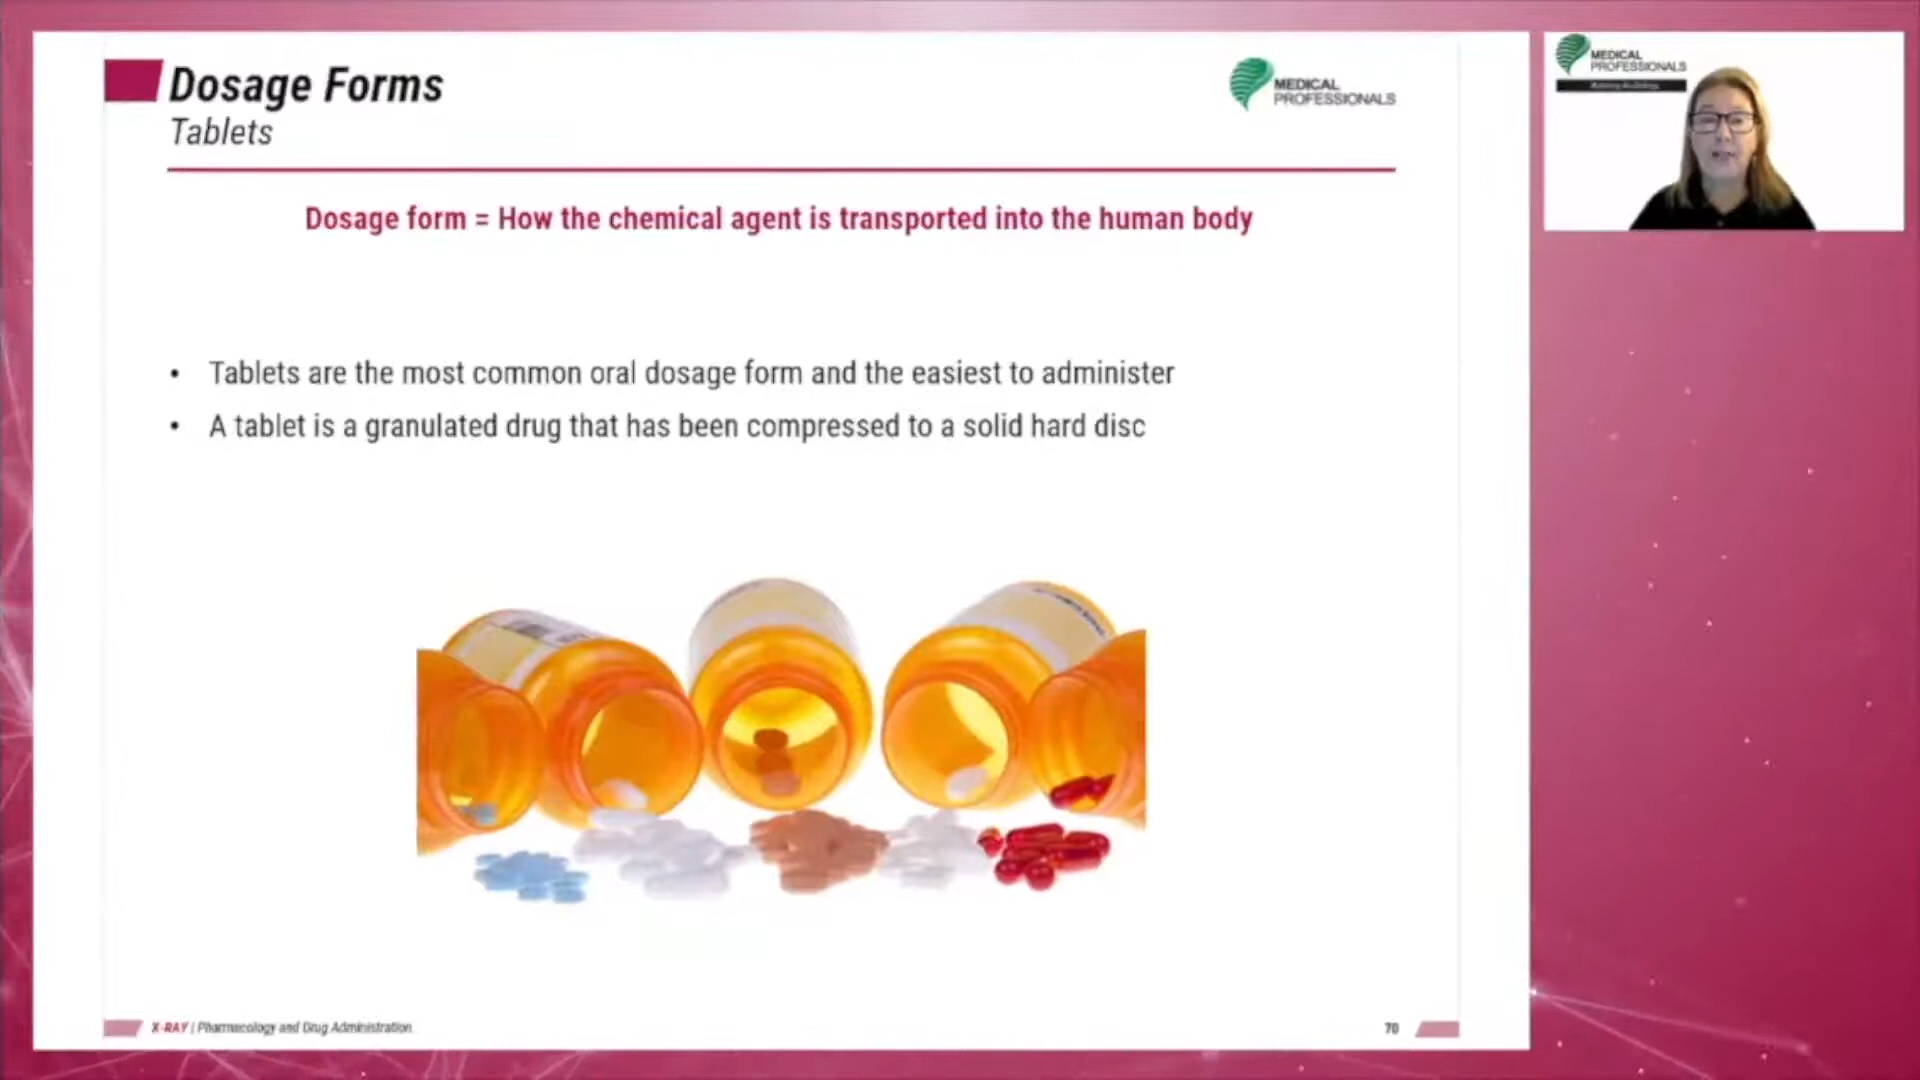 Dosage Forms
Tablets
MEDICAL
PROFESSIONALS
Dosage form = How the chemical agent is transported into the human body
• Tablets are the most common oral dosage form and the easiest to administer
• A tablet is a granulated drug that has been compressed to a solid hard disc
X-RAY | Pharmacology and Drug Administration
70
MEDICAL
PROFESSIONALS